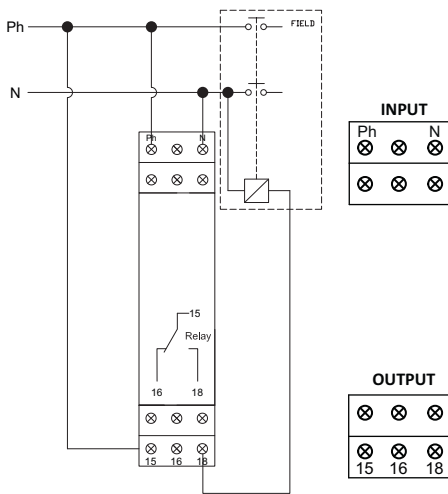 Ph
FIELD
N
INPUT
Ph N
Ph N
15
Relay
16 18
OUTPUT
15 16 18
15 16 18